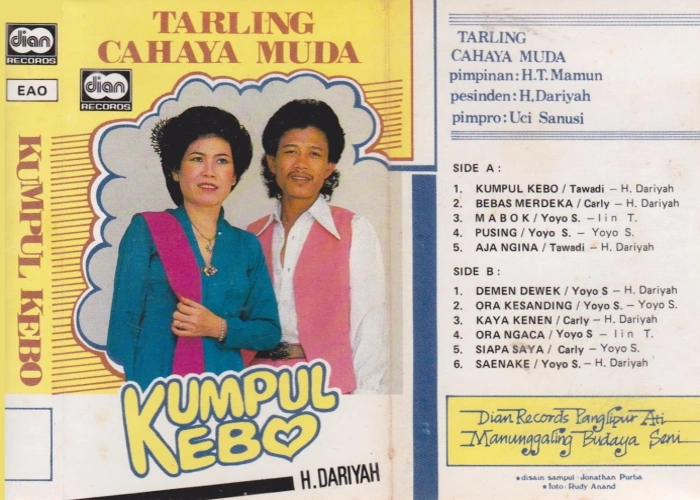 dian
RECORDS
EAO
KUMPUL KEBO
TARLING
CAHAYA MUDA
dian
RECORDS
KUMPUL
KEBO
H. DARIYAH
TARLING
CAHAYA MUDA
pimpinan: H.T. Mamun
pesinden: H, Dariyah
pimpro: Uci Sanusi
SIDE A :
1. KUMPUL KEBO / Tawadi – H. Dariyah
2. BEBAS MERDEKA / Carly – H. Dariyah
3. M A B O K / Yoyo S. – Iin T.
4. PUSING / Yoyo S. – Yoyo S.
5. AJA NGINA / Tawadi – H. Dariyah
SIDE B :
1. DEMEN DEWEK / Yoyo S – H. Dariyah
2. ORA KESANDING / Yoyo S. – Yoyo S.
3. KAYA KENEN / Carly – H. Dariyah
4. ORA NGACA / Yoyo S – Iin T.
5. SIAPA SAYA / Carly – Yoyo S.
6. SAENAKE / Yoyo S. – H. Dariyah
Dian Records Panglipur Ati
Manunggaling Budaya Seni
• disain sampul : Jonathan Purba
• foto : Rudy Anand